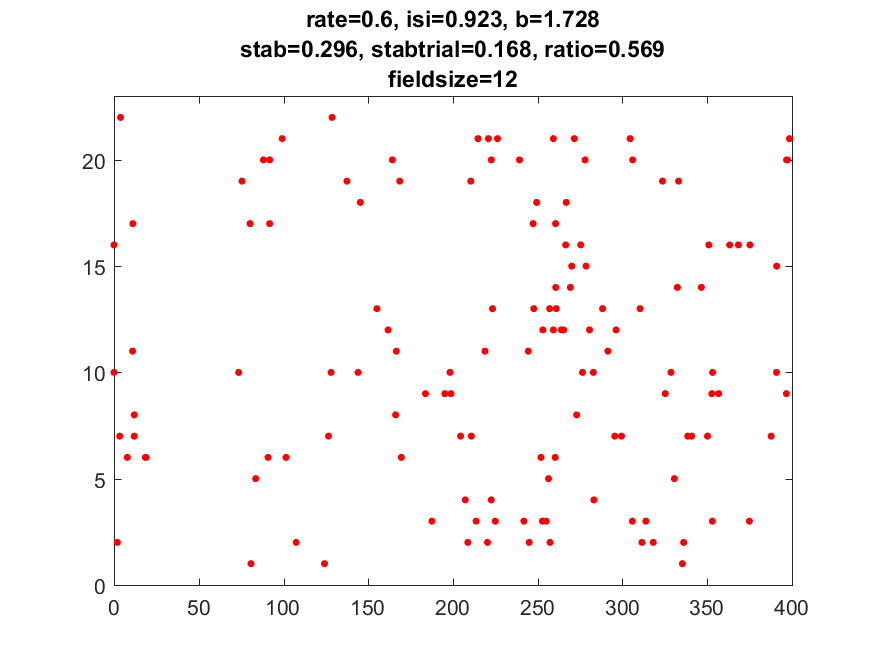 rate=0.6, isi=0.923, b=1.728
stab=0.296, stabtrial=0.168, ratio=0.569
fieldsize=12
20
15
10
5
0
0 50 100 150 200 250 300 350 400